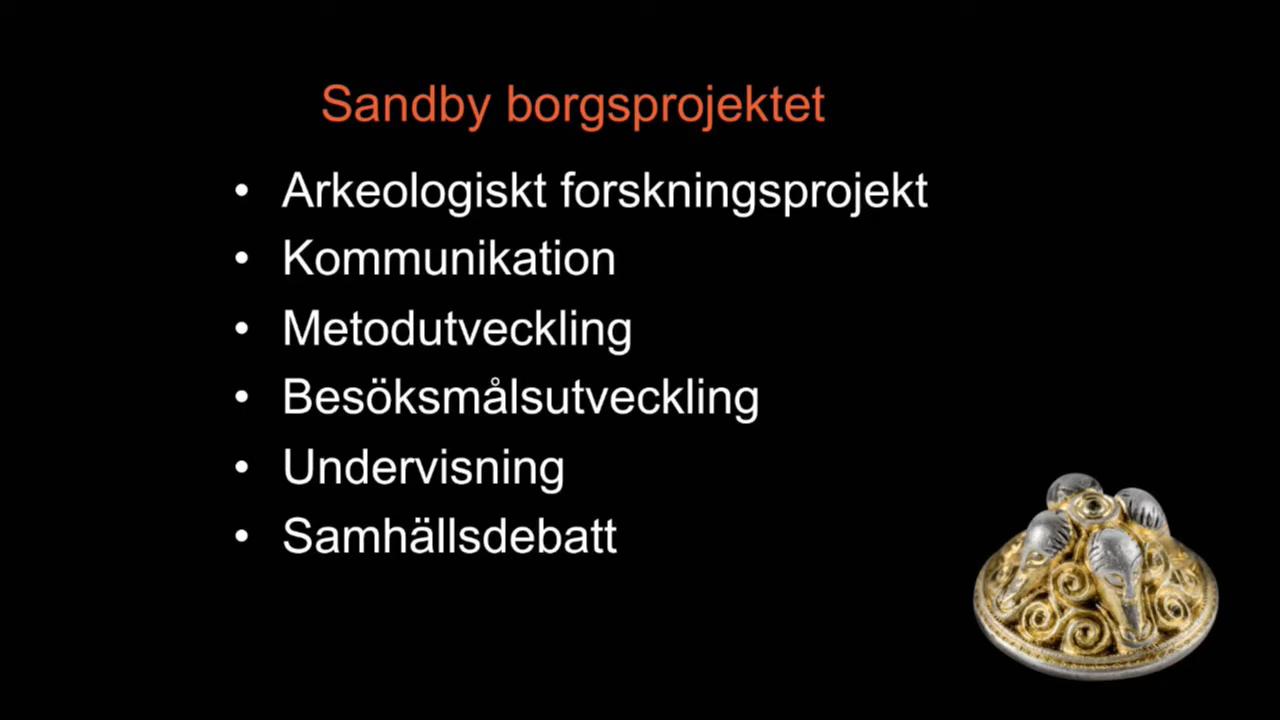 Sandby borgsprojektet
• Arkeologiskt forskningsprojekt
• Kommunikation
• Metodutveckling
• Besöksmålsutveckling
• Undervisning
• Samhällsdebatt